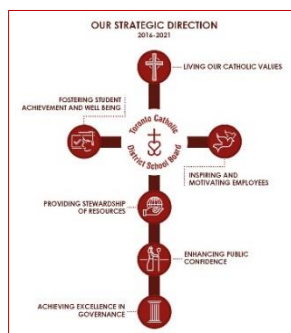 OUR STRATEGIC DIRECTION
2016-2021
LIVING OUR CATHOLIC VALUES
FOSTERING STUDENT
ACHIEVEMENT AND WELL BEING
Toronto Catholic
District School Board
INSPIRING AND
MOTIVATING EMPLOYEES
PROVIDING STEWARDSHIP
OF RESOURCES
ENHANCING PUBLIC
CONFIDENCE
ACHIEVING EXCELLENCE IN
GOVERNANCE